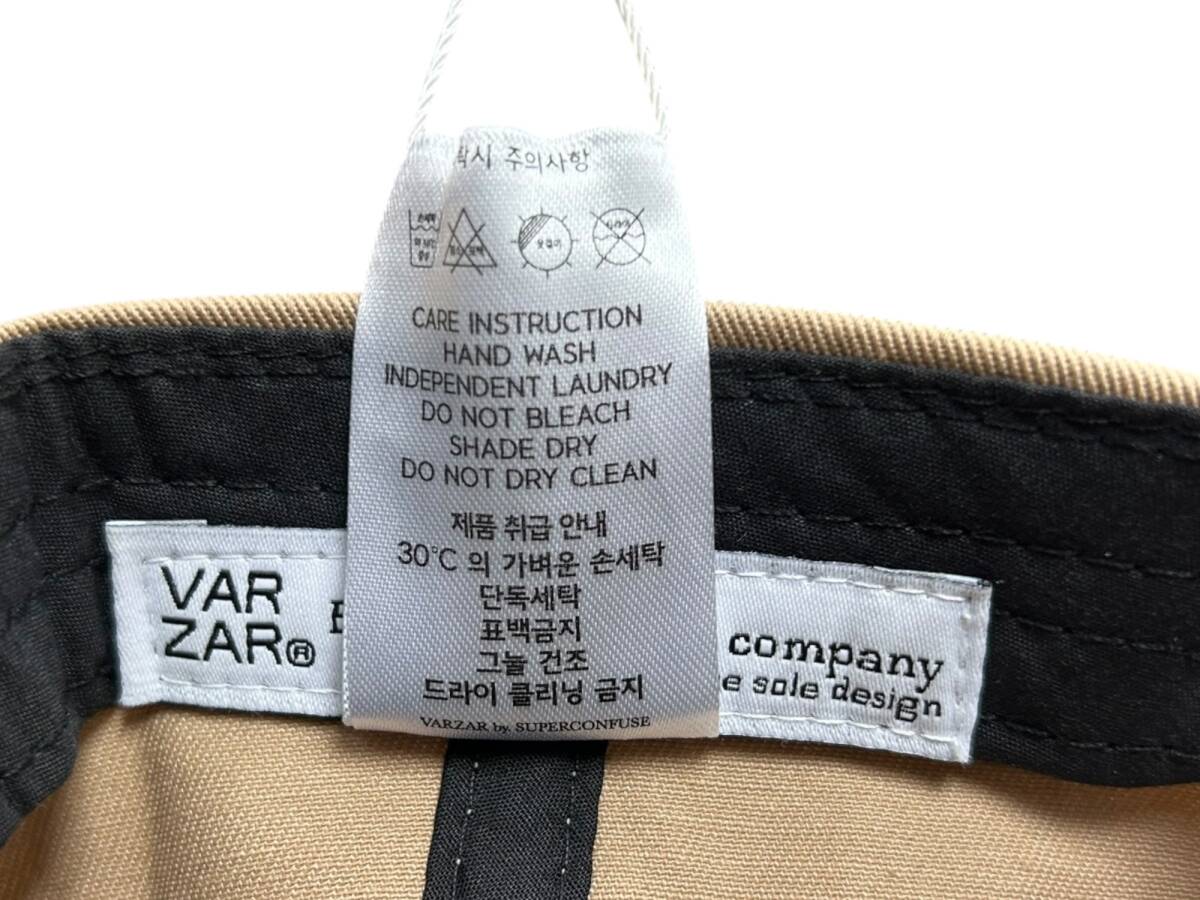 탁시 주의사항
CARE INSTRUCTION
HAND WASH
INDEPENDENT LAUNDRY
DO NOT BLEACH
SHADE DRY
DO NOT DRY CLEAN
제품 취급 안내
30°C 의 가벼운 손세탁
단독세탁
표백금지
그늘 건조
드라이 클리닝 금지
VARZAR by. SUPERCONFUSE
VAR
ZAR®
company
e sole design